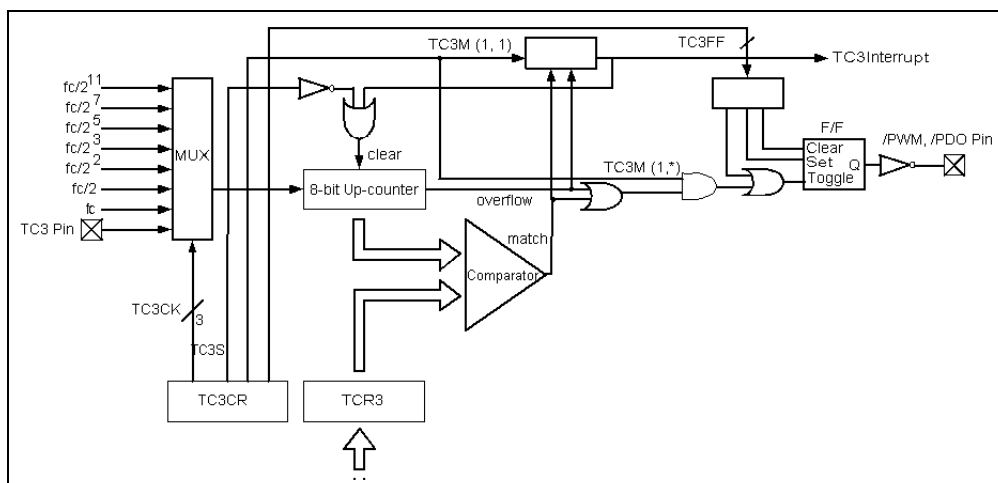 TC3M (1, 1)
TC3FF
TC3Interrupt
fc/2^11
fc/2^7
fc/2^5
fc/2^3
fc/2^2
fc/2
fc
TC3 Pin
MUX
clear
8-bit Up-counter
overflow
match
TC3M (1,*)
F/F
Clear
Set
Toggle
Q
/PWM, /PDO Pin
Comparator
TC3CK
3
TC3S
TC3CR
TCR3